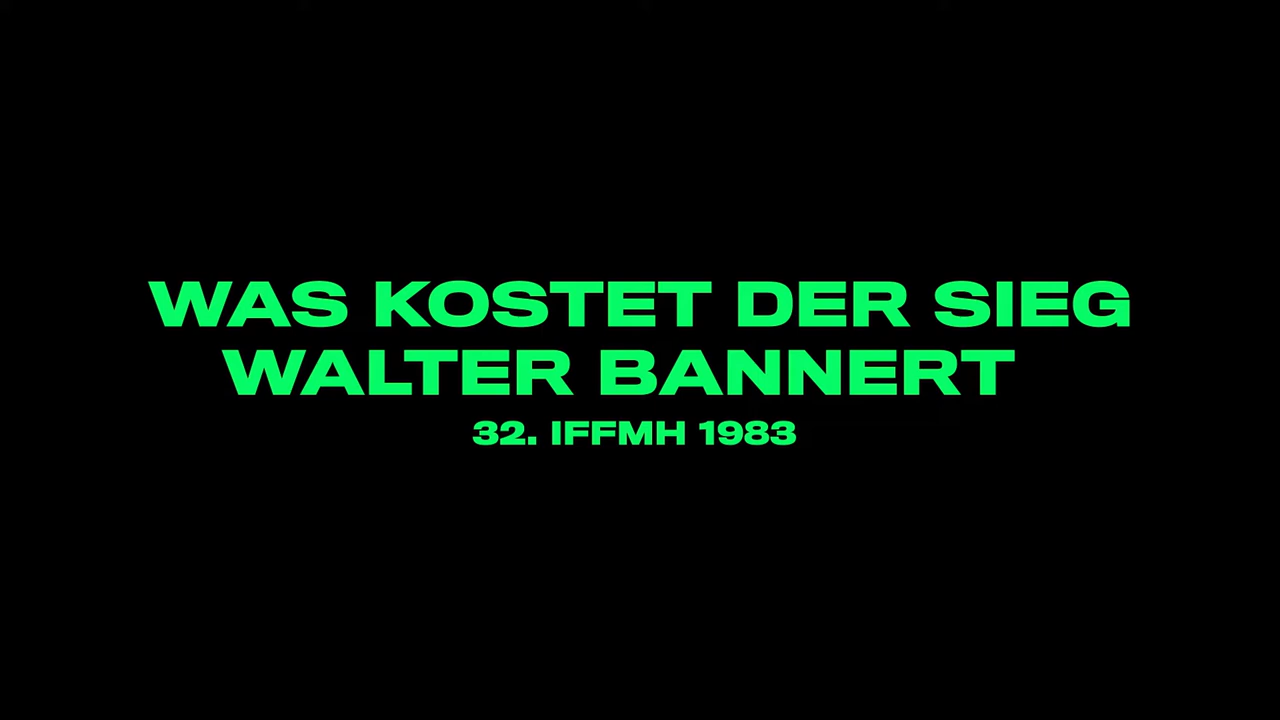 WAS KOSTET DER SIEG
WALTER BANNERT
32. IFFMH 1983